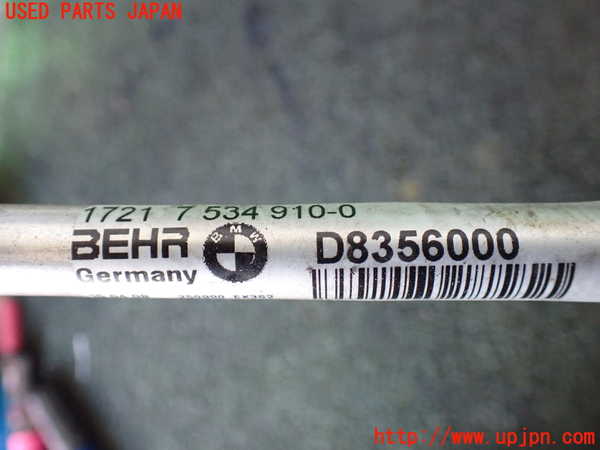 USED PARTS JAPAN
1721 7 534 910-0
BEHR BMW D8356000
Germany
http://www.upjpn.com/